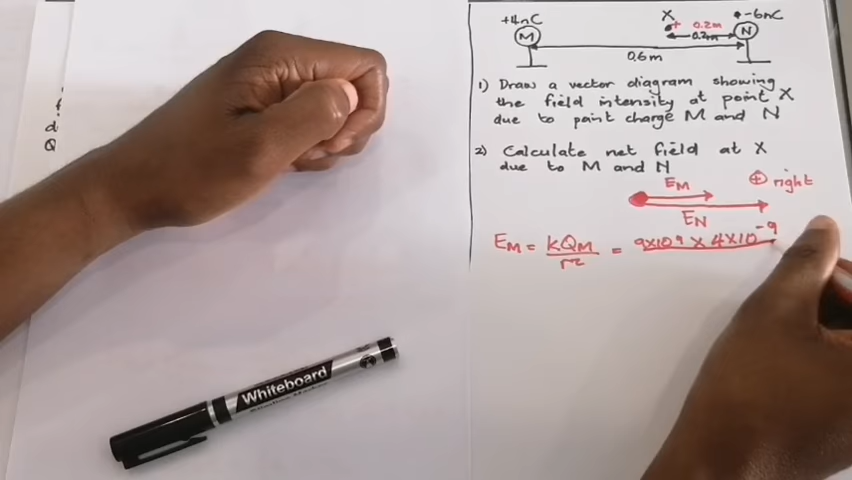 d
Q
Whiteboard
+4nC
X
-6nC
M
+
0.2m
N
0.2m
0.6m
1) Draw a vector diagram showing
the field intensity at point X
due to point charge M and N
2) Calculate net field at X
due to M and N
EM
+ right
EN
EM = kQM/r² = 9x10⁹ x 4x10⁻⁹